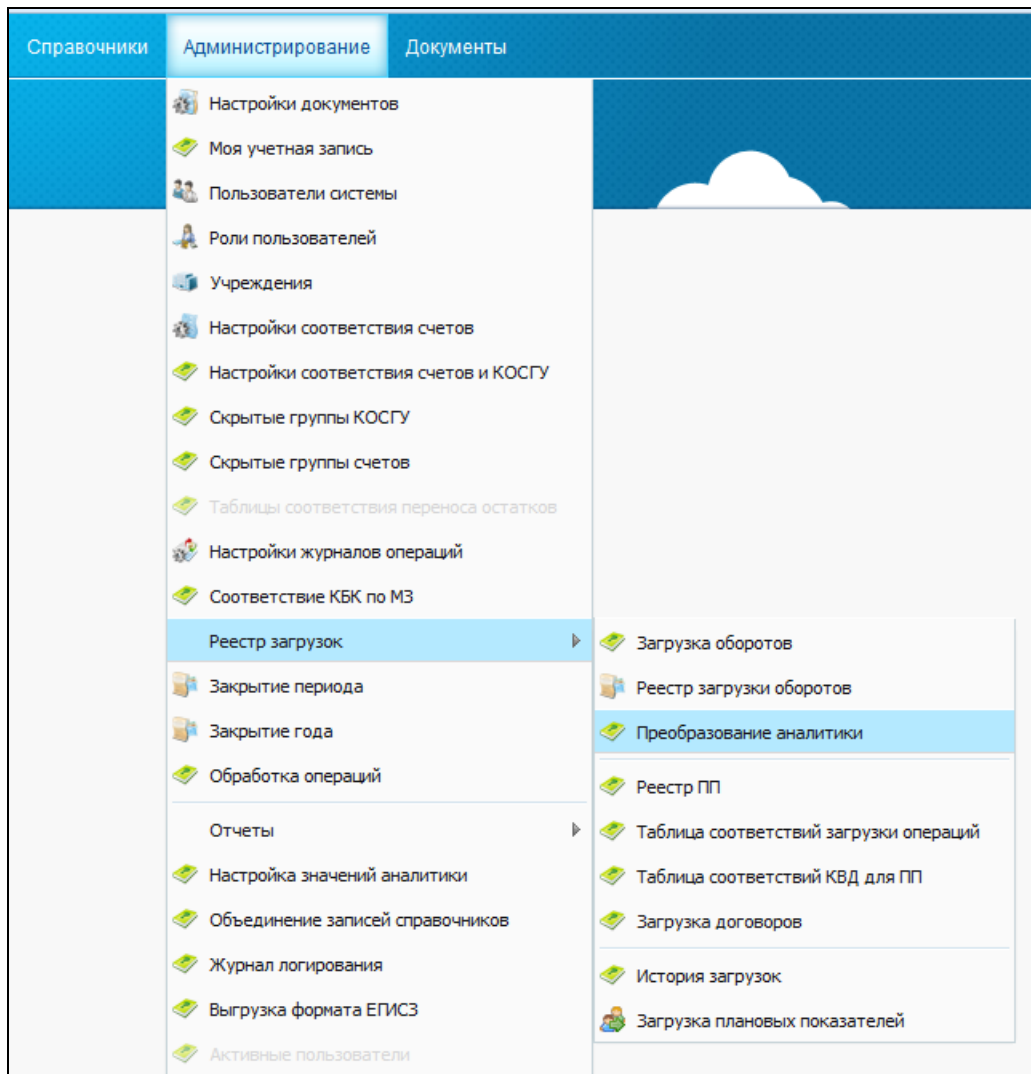 Справочники Администрирование Документы
Настройки документов
Моя учетная запись
Пользователи системы
Роли пользователей
Учреждения
Настройки соответствия счетов
Настройки соответствия счетов и КОСГУ
Скрытые группы КОСГУ
Скрытые группы счетов
Таблицы соответствия переноса остатков
Настройки журналов операций
Соответствие КБК по МЗ
Реестр загрузок
Закрытие периода
Закрытие года
Обработка операций
Отчеты
Настройка значений аналитики
Объединение записей справочников
Журнал логирования
Выгрузка формата ЕГИСЗ
Активные пользователи
Загрузка оборотов
Реестр загрузки оборотов
Преобразование аналитики
Реестр ПП
Таблица соответствий загрузки операций
Таблица соответствий КВД для ПП
Загрузка договоров
История загрузок
Загрузка плановых показателей